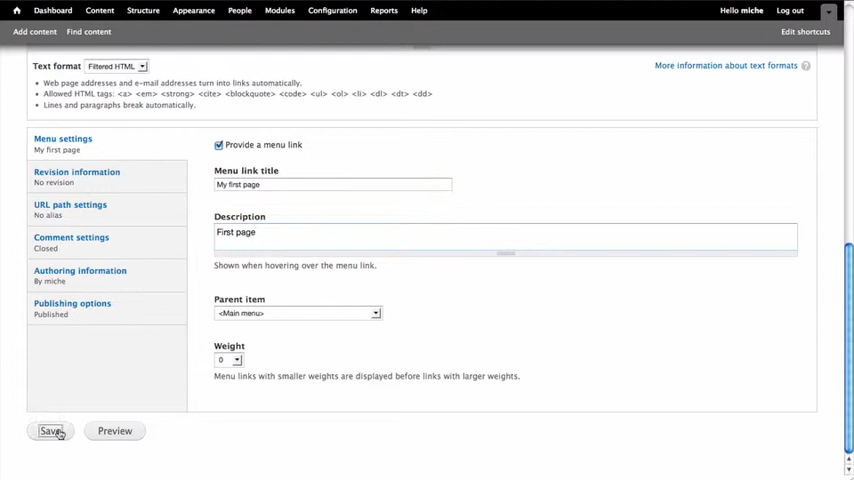 Dashboard Content Structure Appearance People Modules Configuration Reports Help Hello miche Log out
Add content Find content Edit shortcuts
Text format Filtered HTML More information about text formats ?
• Web page addresses and e-mail addresses turn into links automatically.
• Allowed HTML tags: <a> <em> <strong> <cite> <blockquote> <code> <ul> <ol> <li> <dl> <dt> <dd>
• Lines and paragraphs break automatically.
Menu settings
My first page
Revision information
No revision
URL path settings
No alias
Comment settings
Closed
Authoring information
By miche
Publishing options
Published
Provide a menu link
Menu link title
My first page
Description
First page
Shown when hovering over the menu link.
Parent item
<Main menu>
Weight
0
Menu links with smaller weights are displayed before links with larger weights.
Save Preview